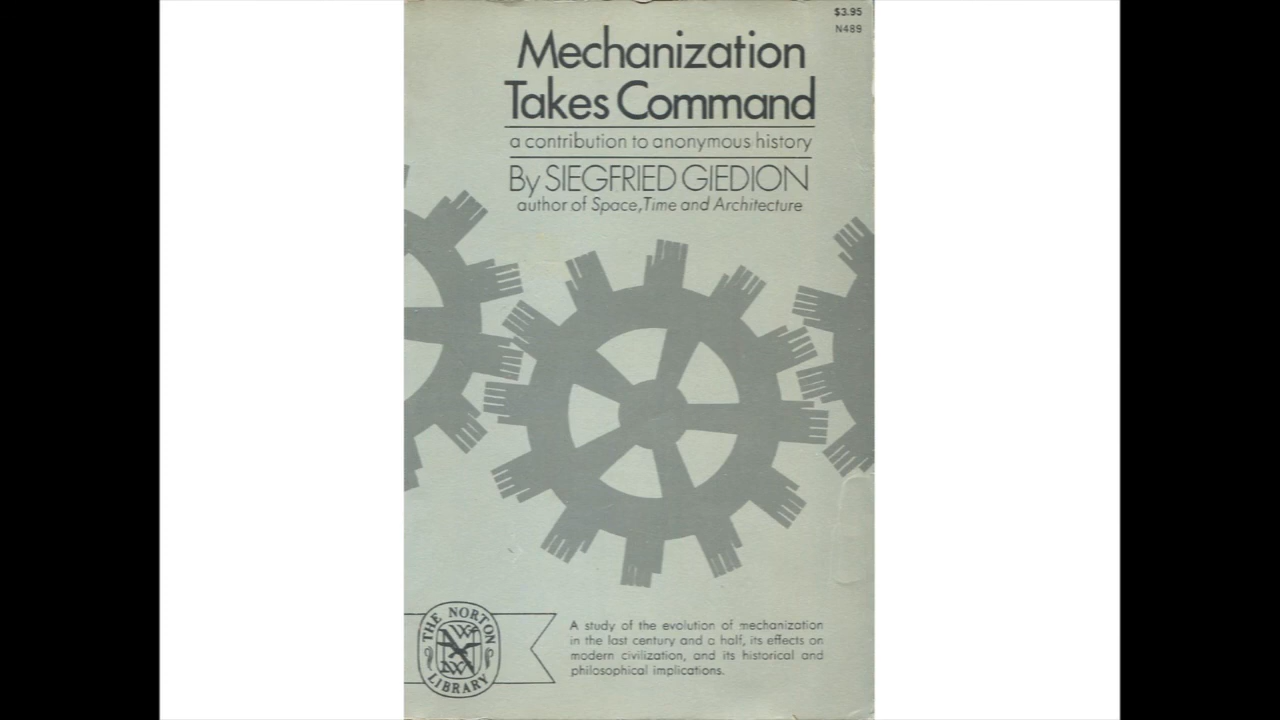 $3.95
N489
Mechanization
Takes Command
a contribution to anonymous history
By SIEGFRIED GIEDION
author of Space, Time and Architecture
THE NORTON
LIBRARY
A study of the evolution of mechanization
in the last century and a half, its effects on
modern civilization, and its historical and
philosophical implications.